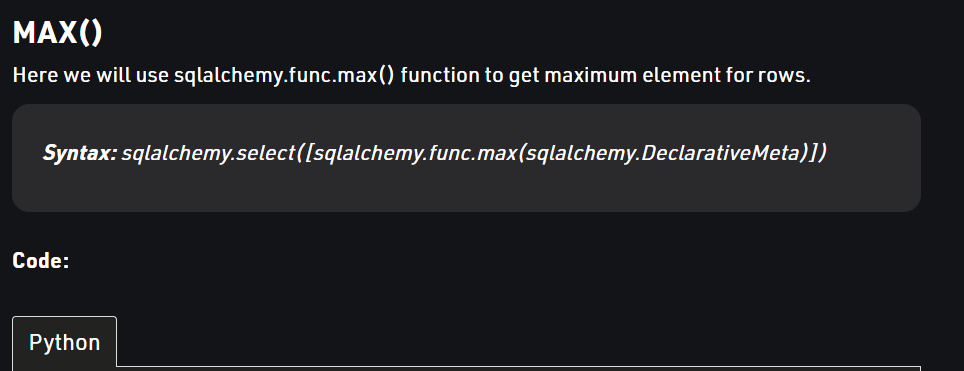 MAX()
Here we will use sqlalchemy.func.max() function to get maximum element for rows.
Syntax: sqlalchemy.select([sqlalchemy.func.max(sqlalchemy.DeclarativeMeta)])
Code:
Python